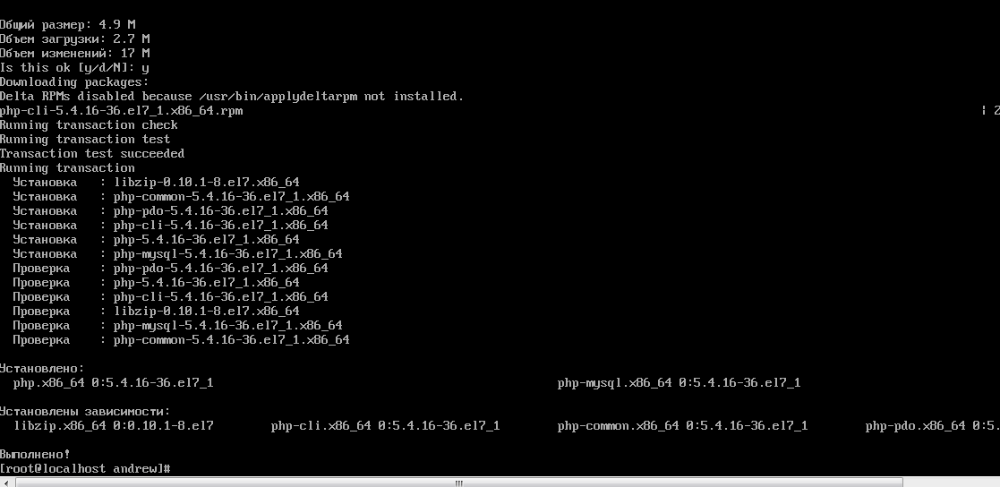 Общий размер: 4.9 M
Объем загрузки: 2.7 M
Объем изменений: 17 M
Is this ok [y/d/N]: y
Downloading packages:
Delta RPMs disabled because /usr/bin/applydeltarpm not installed.
php-cli-5.4.16-36.el7_1.x86_64.rpm | 2
Running transaction check
Running transaction test
Transaction test succeeded
Running transaction
Установка : libzip-0.10.1-8.el7.x86_64
Установка : php-common-5.4.16-36.el7_1.x86_64
Установка : php-pdo-5.4.16-36.el7_1.x86_64
Установка : php-cli-5.4.16-36.el7_1.x86_64
Установка : php-5.4.16-36.el7_1.x86_64
Установка : php-mysql-5.4.16-36.el7_1.x86_64
Проверка : php-pdo-5.4.16-36.el7_1.x86_64
Проверка : php-5.4.16-36.el7_1.x86_64
Проверка : php-cli-5.4.16-36.el7_1.x86_64
Проверка : libzip-0.10.1-8.el7.x86_64
Проверка : php-mysql-5.4.16-36.el7_1.x86_64
Проверка : php-common-5.4.16-36.el7_1.x86_64
Установлено:
php.x86_64 0:5.4.16-36.el7_1 php-mysql.x86_64 0:5.4.16-36.el7_1
Установлены зависимости:
libzip.x86_64 0:0.10.1-8.el7 php-cli.x86_64 0:5.4.16-36.el7_1 php-common.x86_64 0:5.4.16-36.el7_1 php-pdo.x86_64 0:5.
Выполнено!
[root@localhost andrew]#